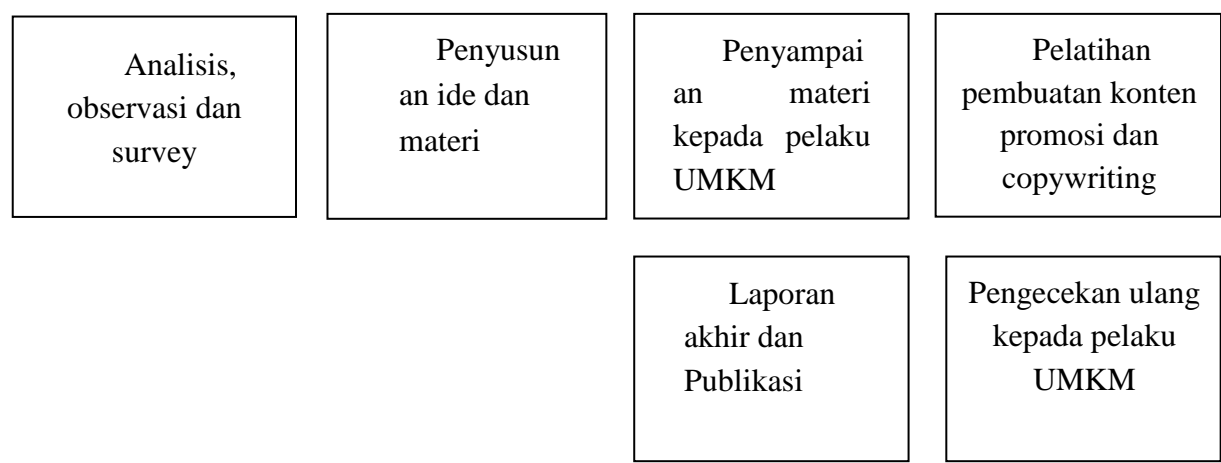 Analisis,
observasi dan
survey
Penyusun
an ide dan
materi
Penyampai
an materi
kepada pelaku
UMKM
Pelatihan
pembuatan konten
promosi dan
copywriting
Laporan
akhir dan
Publikasi
Pengecekan ulang
kepada pelaku
UMKM